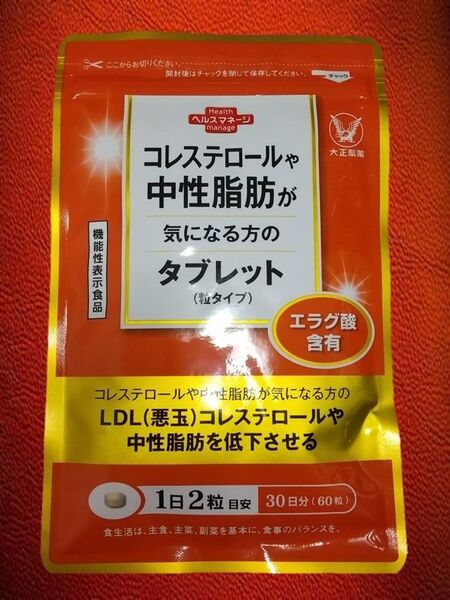 ここからお切りください。
開封後はチャックを閉じて保存してください。
チャック
Health
ヘルスマネージ
manage
大正製薬
コレステロールや
中性脂肪が
気になる方の
タブレット
(粒タイプ)
機能性表示食品
エラグ酸
含有
コレステロールや中性脂肪が気になる方の
LDL(悪玉)コレステロールや
中性脂肪を低下させる
1日2粒目安 30日分(60粒)
食生活は、主食、主菜、副菜を基本に、食事のバランスを。